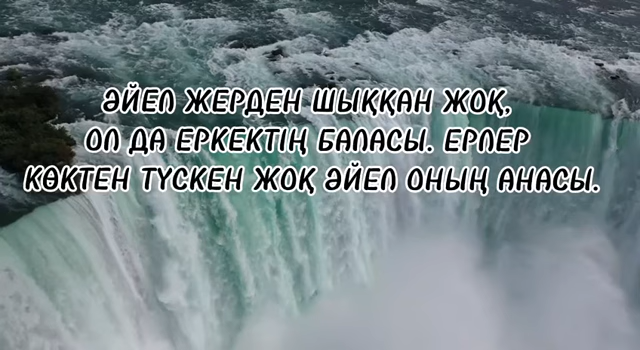 ӘЙЕЛ ЖЕРДЕН ШЫҚҚАН ЖОҚ,
ОЛ ДА ЕРКЕКТІҢ БАЛАСЫ. ЕРЛЕР
КӨКТЕН ТҮСКЕН ЖОҚ ӘЙЕЛ ОНЫҢ АНАСЫ.